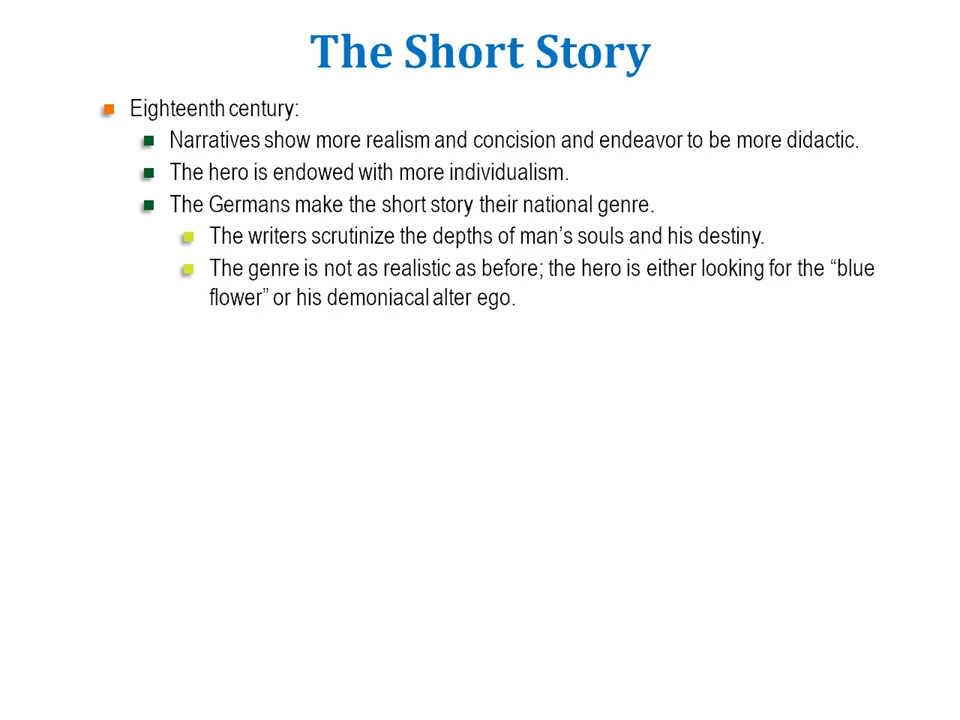 The Short Story
Eighteenth century:
Narratives show more realism and concision and endeavor to be more didactic.
The hero is endowed with more individualism.
The Germans make the short story their national genre.
The writers scrutinize the depths of man’s souls and his destiny.
The genre is not as realistic as before; the hero is either looking for the “blue
flower” or his demoniacal alter ego.